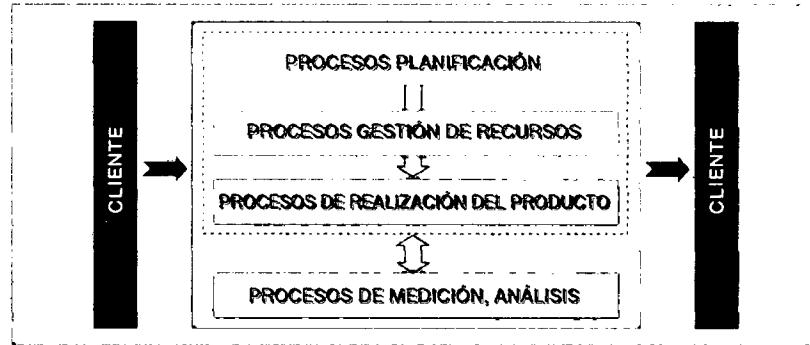 CLIENTE
PROCESOS PLANIFICACIÓN
PROCESOS GESTIÓN DE RECURSOS
PROCESOS DE REALIZACIÓN DEL PRODUCTO
PROCESOS DE MEDICIÓN, ANÁLISIS
CLIENTE